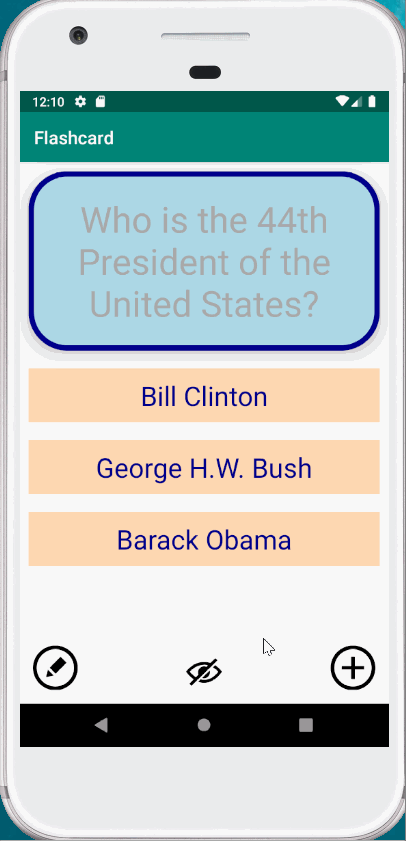 12:10
Flashcard
Who is the 44th
President of the
United States?
Bill Clinton
George H.W. Bush
Barack Obama